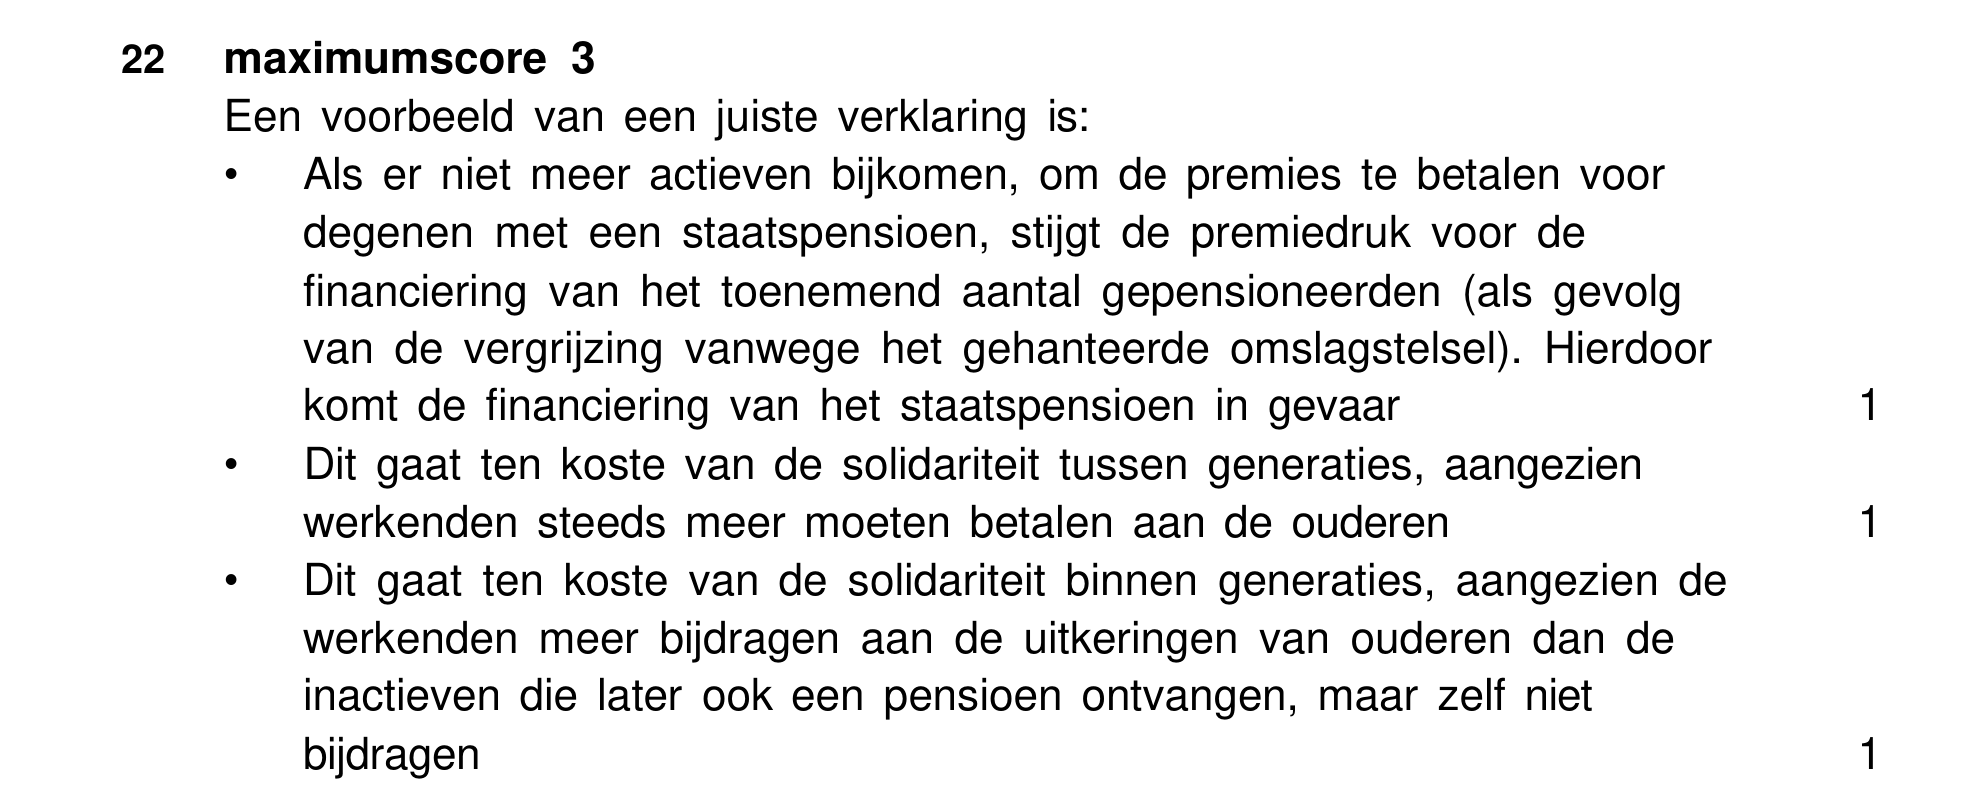 22 maximumscore 3
Een voorbeeld van een juiste verklaring is:
• Als er niet meer actieven bijkomen, om de premies te betalen voor
degenen met een staatspensioen, stijgt de premiedruk voor de
financiering van het toenemend aantal gepensioneerden (als gevolg
van de vergrijzing vanwege het gehanteerde omslagstelsel). Hierdoor
komt de financiering van het staatspensioen in gevaar 1
• Dit gaat ten koste van de solidariteit tussen generaties, aangezien
werkenden steeds meer moeten betalen aan de ouderen 1
• Dit gaat ten koste van de solidariteit binnen generaties, aangezien de
werkenden meer bijdragen aan de uitkeringen van ouderen dan de
inactieven die later ook een pensioen ontvangen, maar zelf niet
bijdragen 1